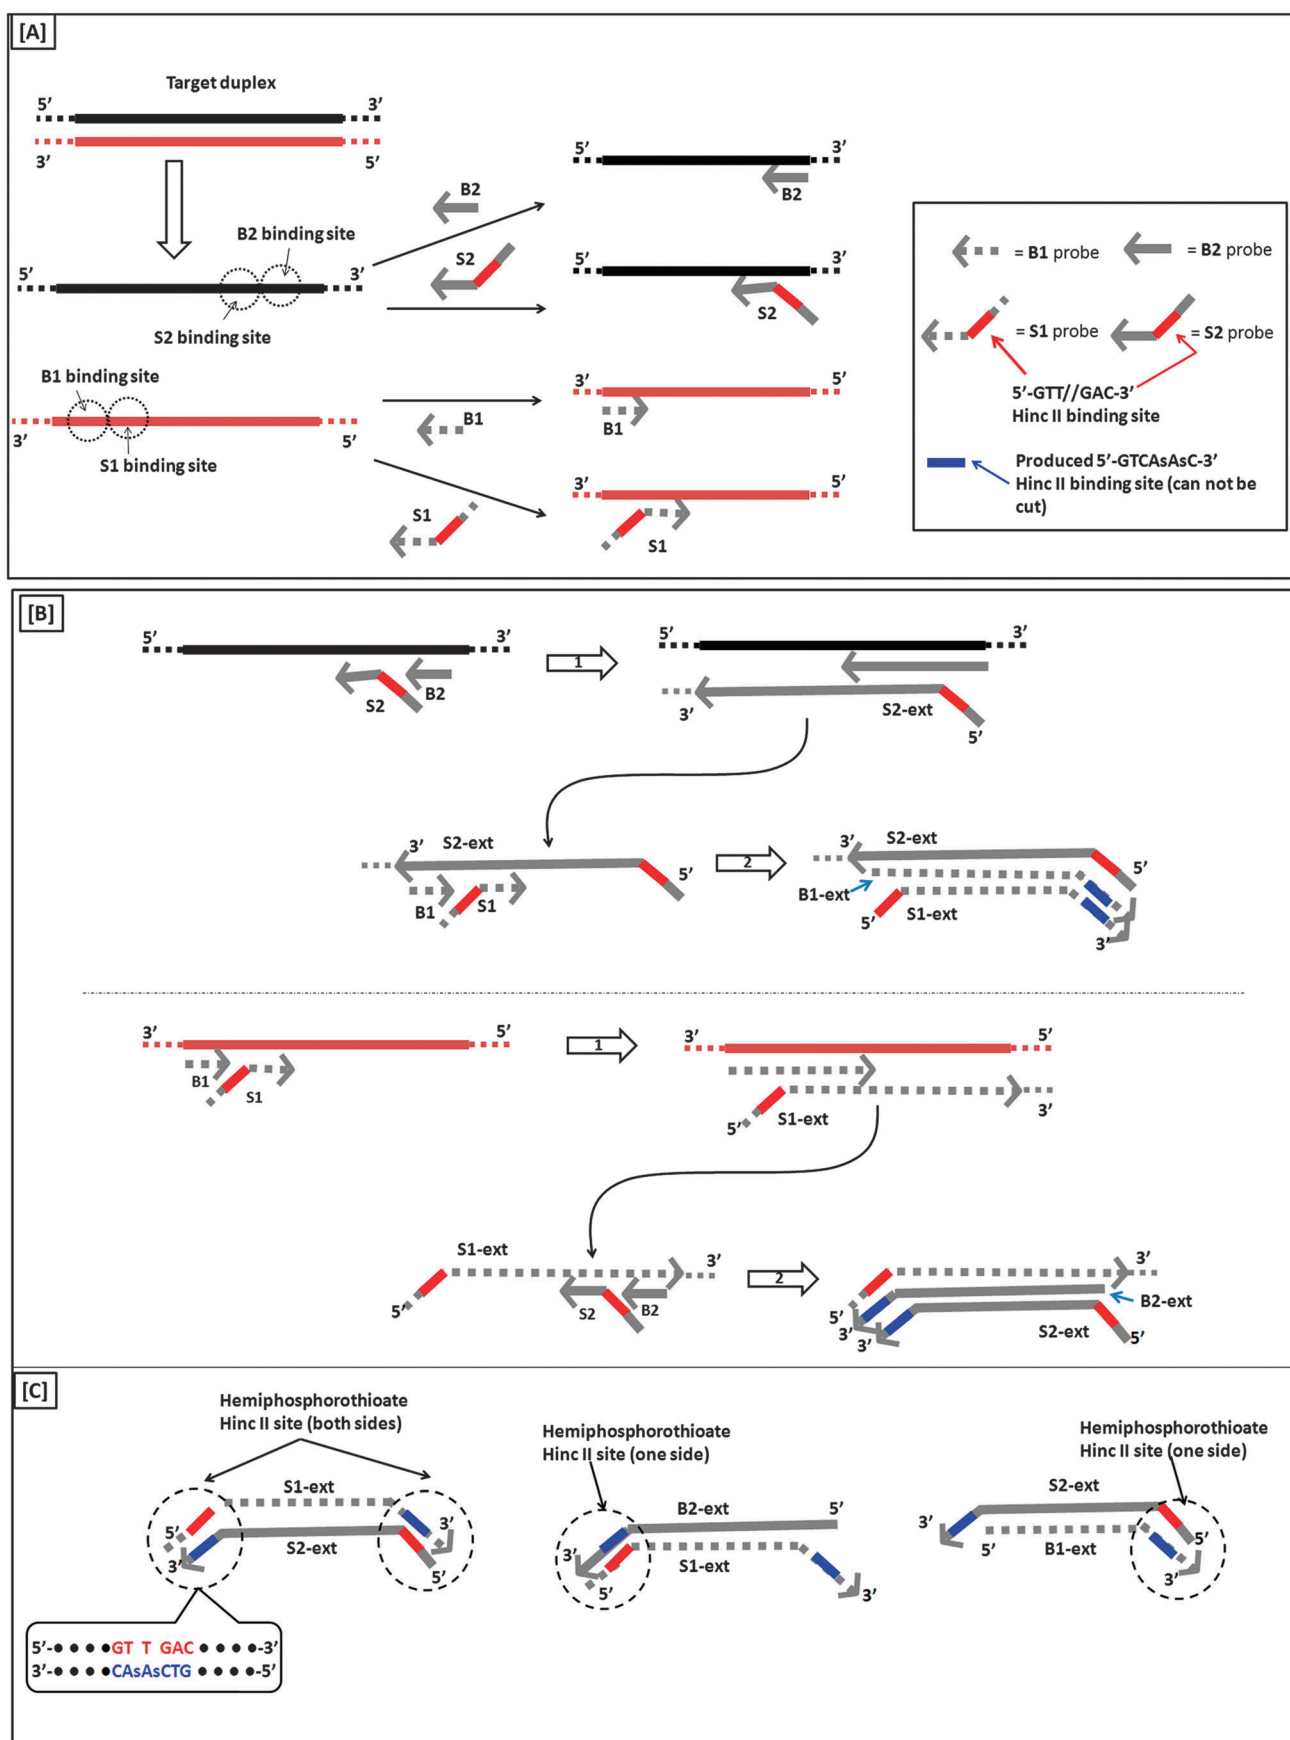 [A]
Target duplex
5’ 3’
3’ 5’
B2 binding site
5’ 3’
S2 binding site
B1 binding site
3’ 5’
S1 binding site
B2
S2
B1
S1
5’ 3’
B2
5’ 3’
S2
3’ 5’
B1
3’ 5’
S1
= B1 probe
= B2 probe
= S1 probe
= S2 probe
5’-GTT//GAC-3’
Hinc II binding site
Produced 5’-GTCAsAsC-3’
Hinc II binding site (can not be
cut)
[B]
5’ 3’
S2 B2
1
5’ 3’
3’ S2-ext
5’
3’ S2-ext
5’
B1 S1
2
3’ S2-ext
5’
B1-ext
S1-ext
5’
3’
3’ 5’
B1
S1
1
3’ 5’
S1-ext
5’ 3’
S1-ext 3’
5’
S2 B2
2
3’
B2-ext
5’
3’
3’
S2-ext 5’
[C]
Hemiphosphorothioate
Hinc II site (both sides)
S1-ext
5’ 3’
3’ S2-ext
5’
5’-GT T GAC-3’
3’-CAsAsCTG-5’
Hemiphosphorothioate
Hinc II site (one side)
B2-ext 5’
3’ S1-ext
5’ 3’
Hemiphosphorothioate
Hinc II site (one side)
S2-ext
3’ 5’
5’ B1-ext
3’